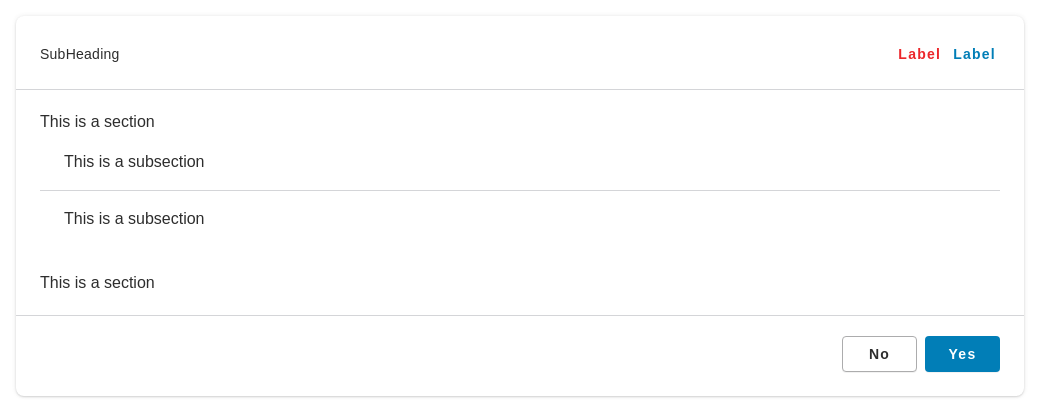 SubHeading Label Label
This is a section
This is a subsection
This is a subsection
This is a section
No Yes